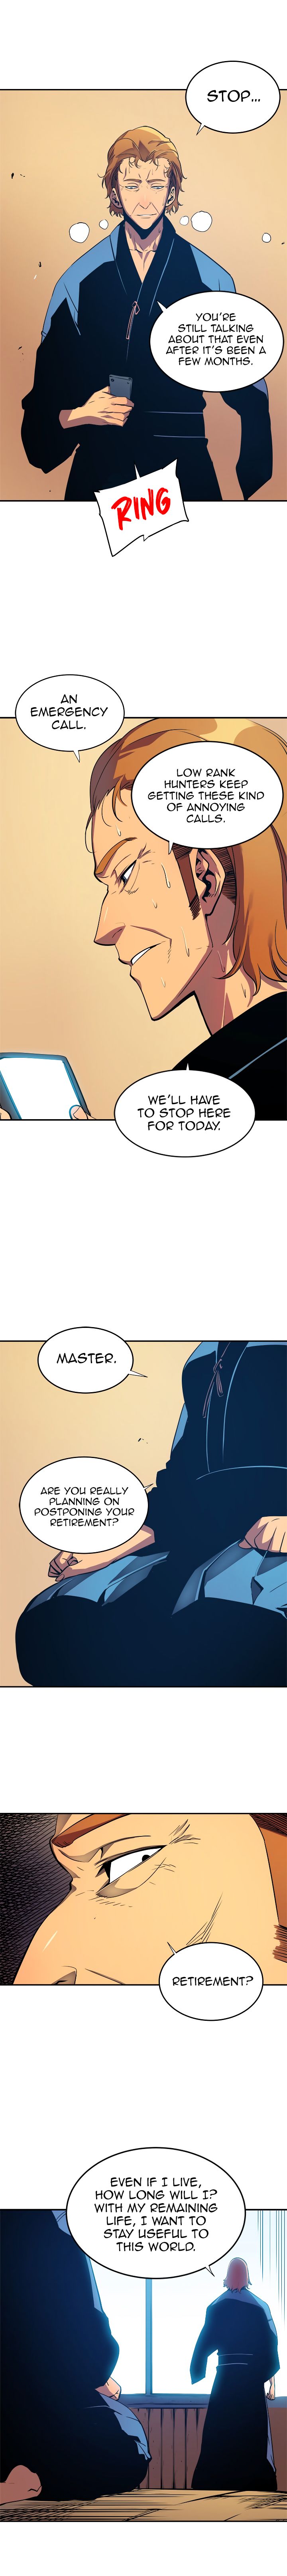 STOP...
YOU'RE
STILL TALKING
ABOUT THAT EVEN
AFTER IT'S BEEN A
FEW MONTHS.
RING
AN
EMERGENCY
CALL.
LOW RANK
HUNTERS KEEP
GETTING THESE KIND
OF ANNOYING
CALLS.
WE'LL HAVE
TO STOP HERE
FOR TODAY.
MASTER.
ARE YOU REALLY
PLANNING ON
POSTPONING YOUR
RETIREMENT?
RETIREMENT?
EVEN IF I LIVE,
HOW LONG WILL I?
WITH MY REMAINING
LIFE, I WANT TO
STAY USEFUL TO
THIS WORLD.